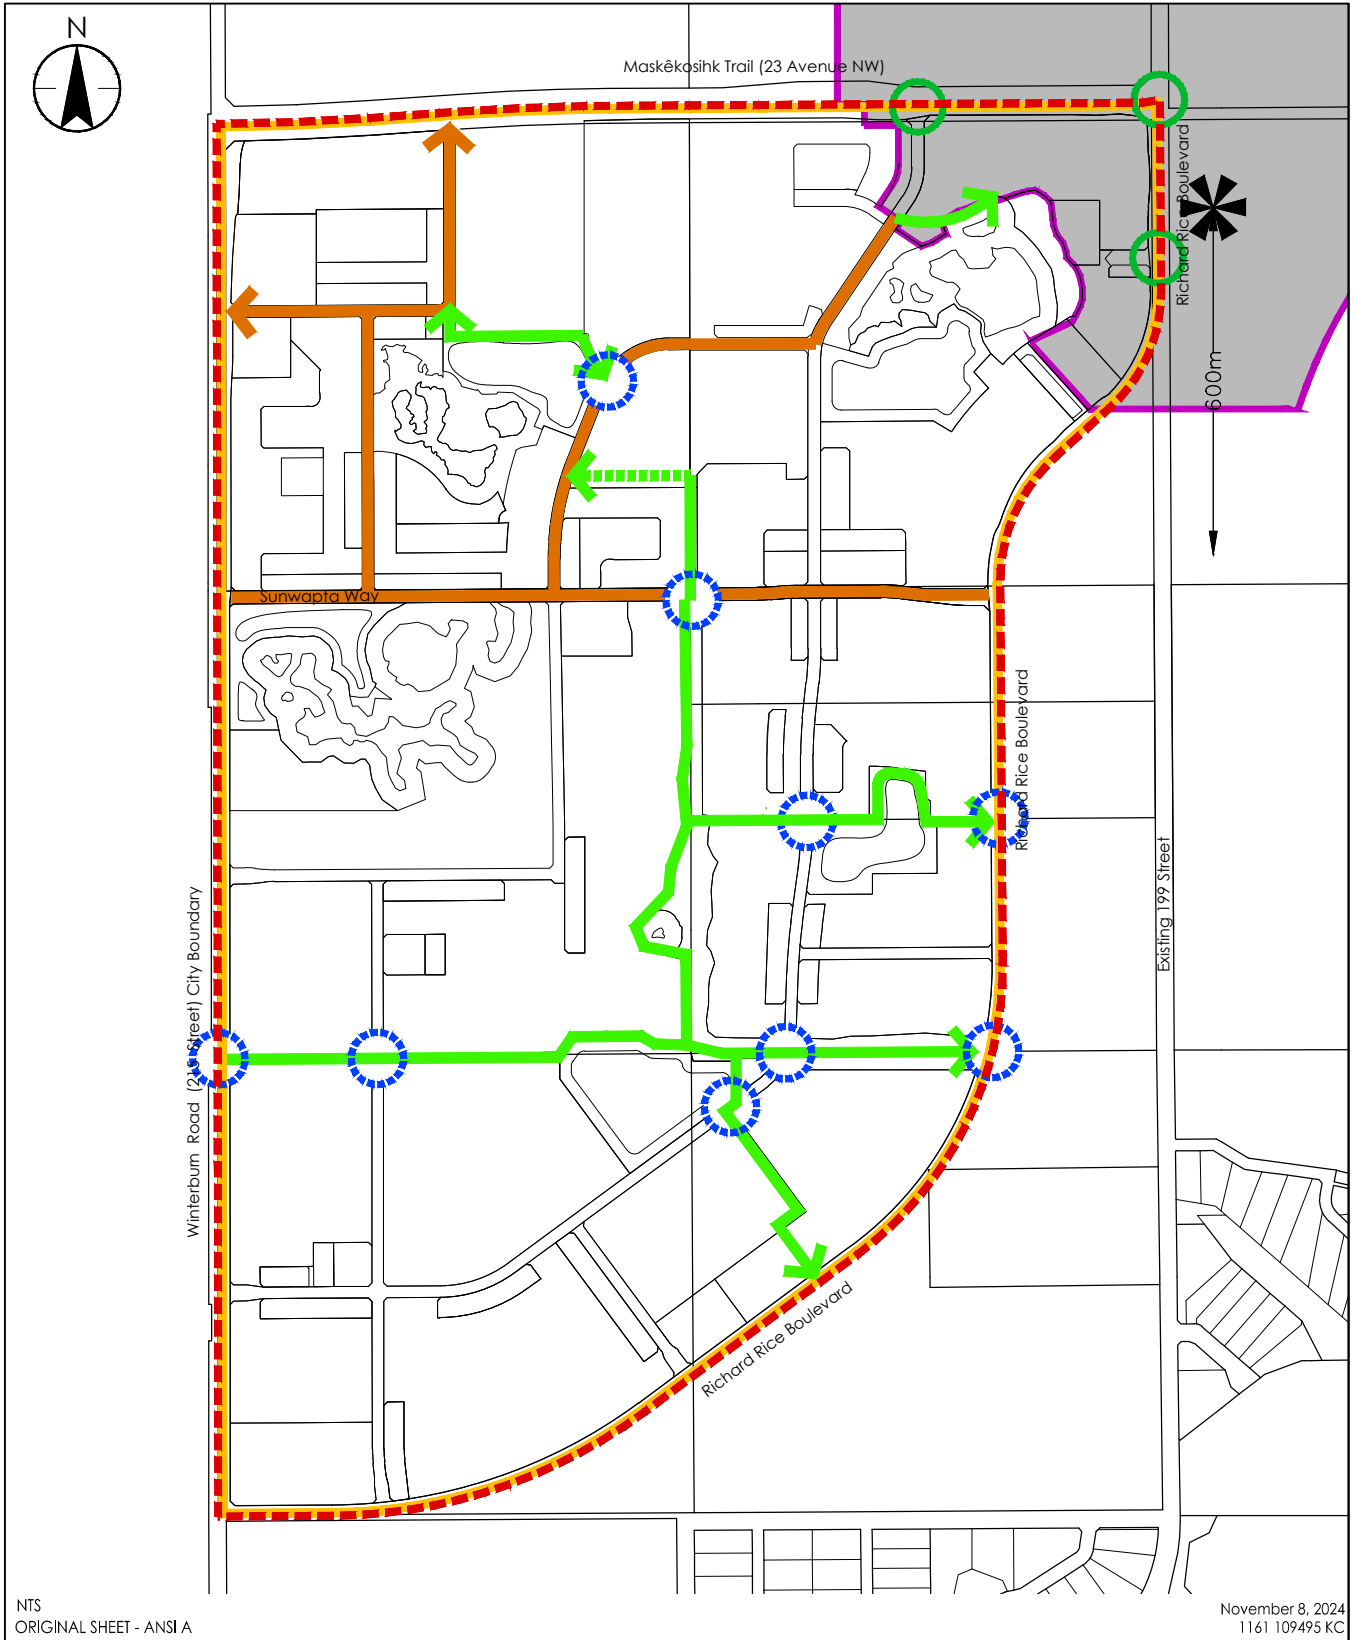 N
Maskêkosihk Trail (23 Avenue NW)
Richard Rice Boulevard
600m
Sunwapta Way
Richard Rice Boulevard
Existing 199 Street
Winterburn Road (215 Street) City Boundary
Richard Rice Boulevard
NTS
ORIGINAL SHEET - ANSI A
November 8, 2024
1161 109495 KC